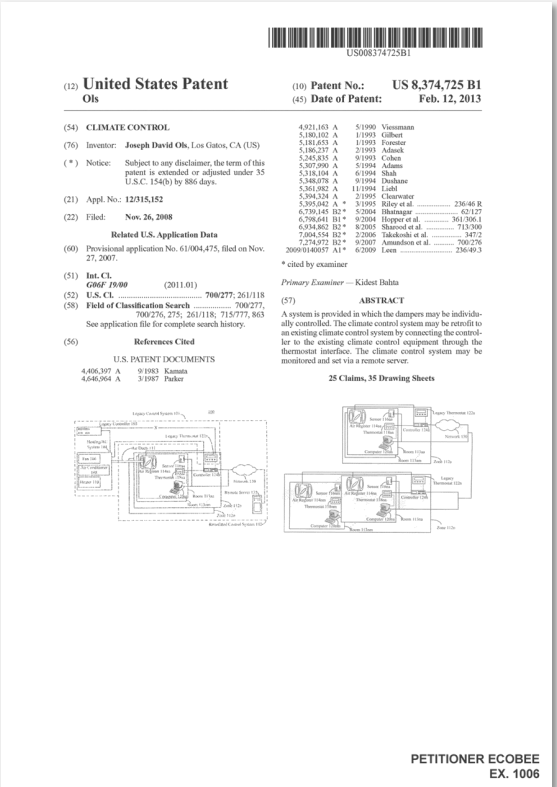 US008374725B1
(12) United States Patent
Ols
(10) Patent No.: US 8,374,725 B1
(45) Date of Patent: Feb. 12, 2013
(54) CLIMATE CONTROL
(76) Inventor: Joseph David Ols, Los Gatos, CA (US)
( * ) Notice: Subject to any disclaimer, the term of this
patent is extended or adjusted under 35
U.S.C. 154(b) by 886 days.
(21) Appl. No.: 12/315,152
(22) Filed: Nov. 26, 2008
Related U.S. Application Data
(60) Provisional application No. 61/004,475, filed on Nov.
27, 2007.
(51) Int. Cl.
G06F 19/00 (2011.01)
(52) U.S. Cl. ........................................ 700/277; 261/118
(58) Field of Classification Search .................. 700/277,
700/276, 275; 261/118; 715/777, 863
See application file for complete search history.
(56) References Cited
U.S. PATENT DOCUMENTS
4,406,397 A 9/1983 Kamata
4,646,964 A 3/1987 Parker
4,921,163 A 5/1990 Viessmann
5,180,102 A 1/1993 Gilbert
5,181,653 A 1/1993 Forester
5,186,237 A 2/1993 Adasek
5,245,835 A 9/1993 Cohen
5,307,990 A 5/1994 Adams
5,318,104 A 6/1994 Shah
5,348,078 A 9/1994 Dushane
5,361,982 A 11/1994 Liebl
5,394,324 A 2/1995 Clearwater
5,395,042 A * 3/1995 Riley et al. ................. 236/46 R
6,739,145 B2 * 5/2004 Bhatnagar ..................... 62/127
6,798,641 B1 * 9/2004 Hopper et al. ............ 361/306.1
6,934,862 B2 * 8/2005 Sharood et al. ............. 713/300
7,004,554 B2 * 2/2006 Takekoshi et al. ............... 347/2
7,274,972 B2 * 9/2007 Amundson et al. .......... 700/276
2009/0140057 A1 * 6/2009 Leen ........................... 236/49.3
* cited by examiner
Primary Examiner — Kidest Bahta
(57) ABSTRACT
A system is provided in which the dampers may be individu-
ally controlled. The climate control system may be retrofit to
an existing climate control system by connecting the control-
ler to the existing climate control equipment through the
thermostat interface. The climate control system may be
monitored and set via a remote server.
25 Claims, 35 Drawing Sheets
PETITIONER ECOBEE
EX. 1006